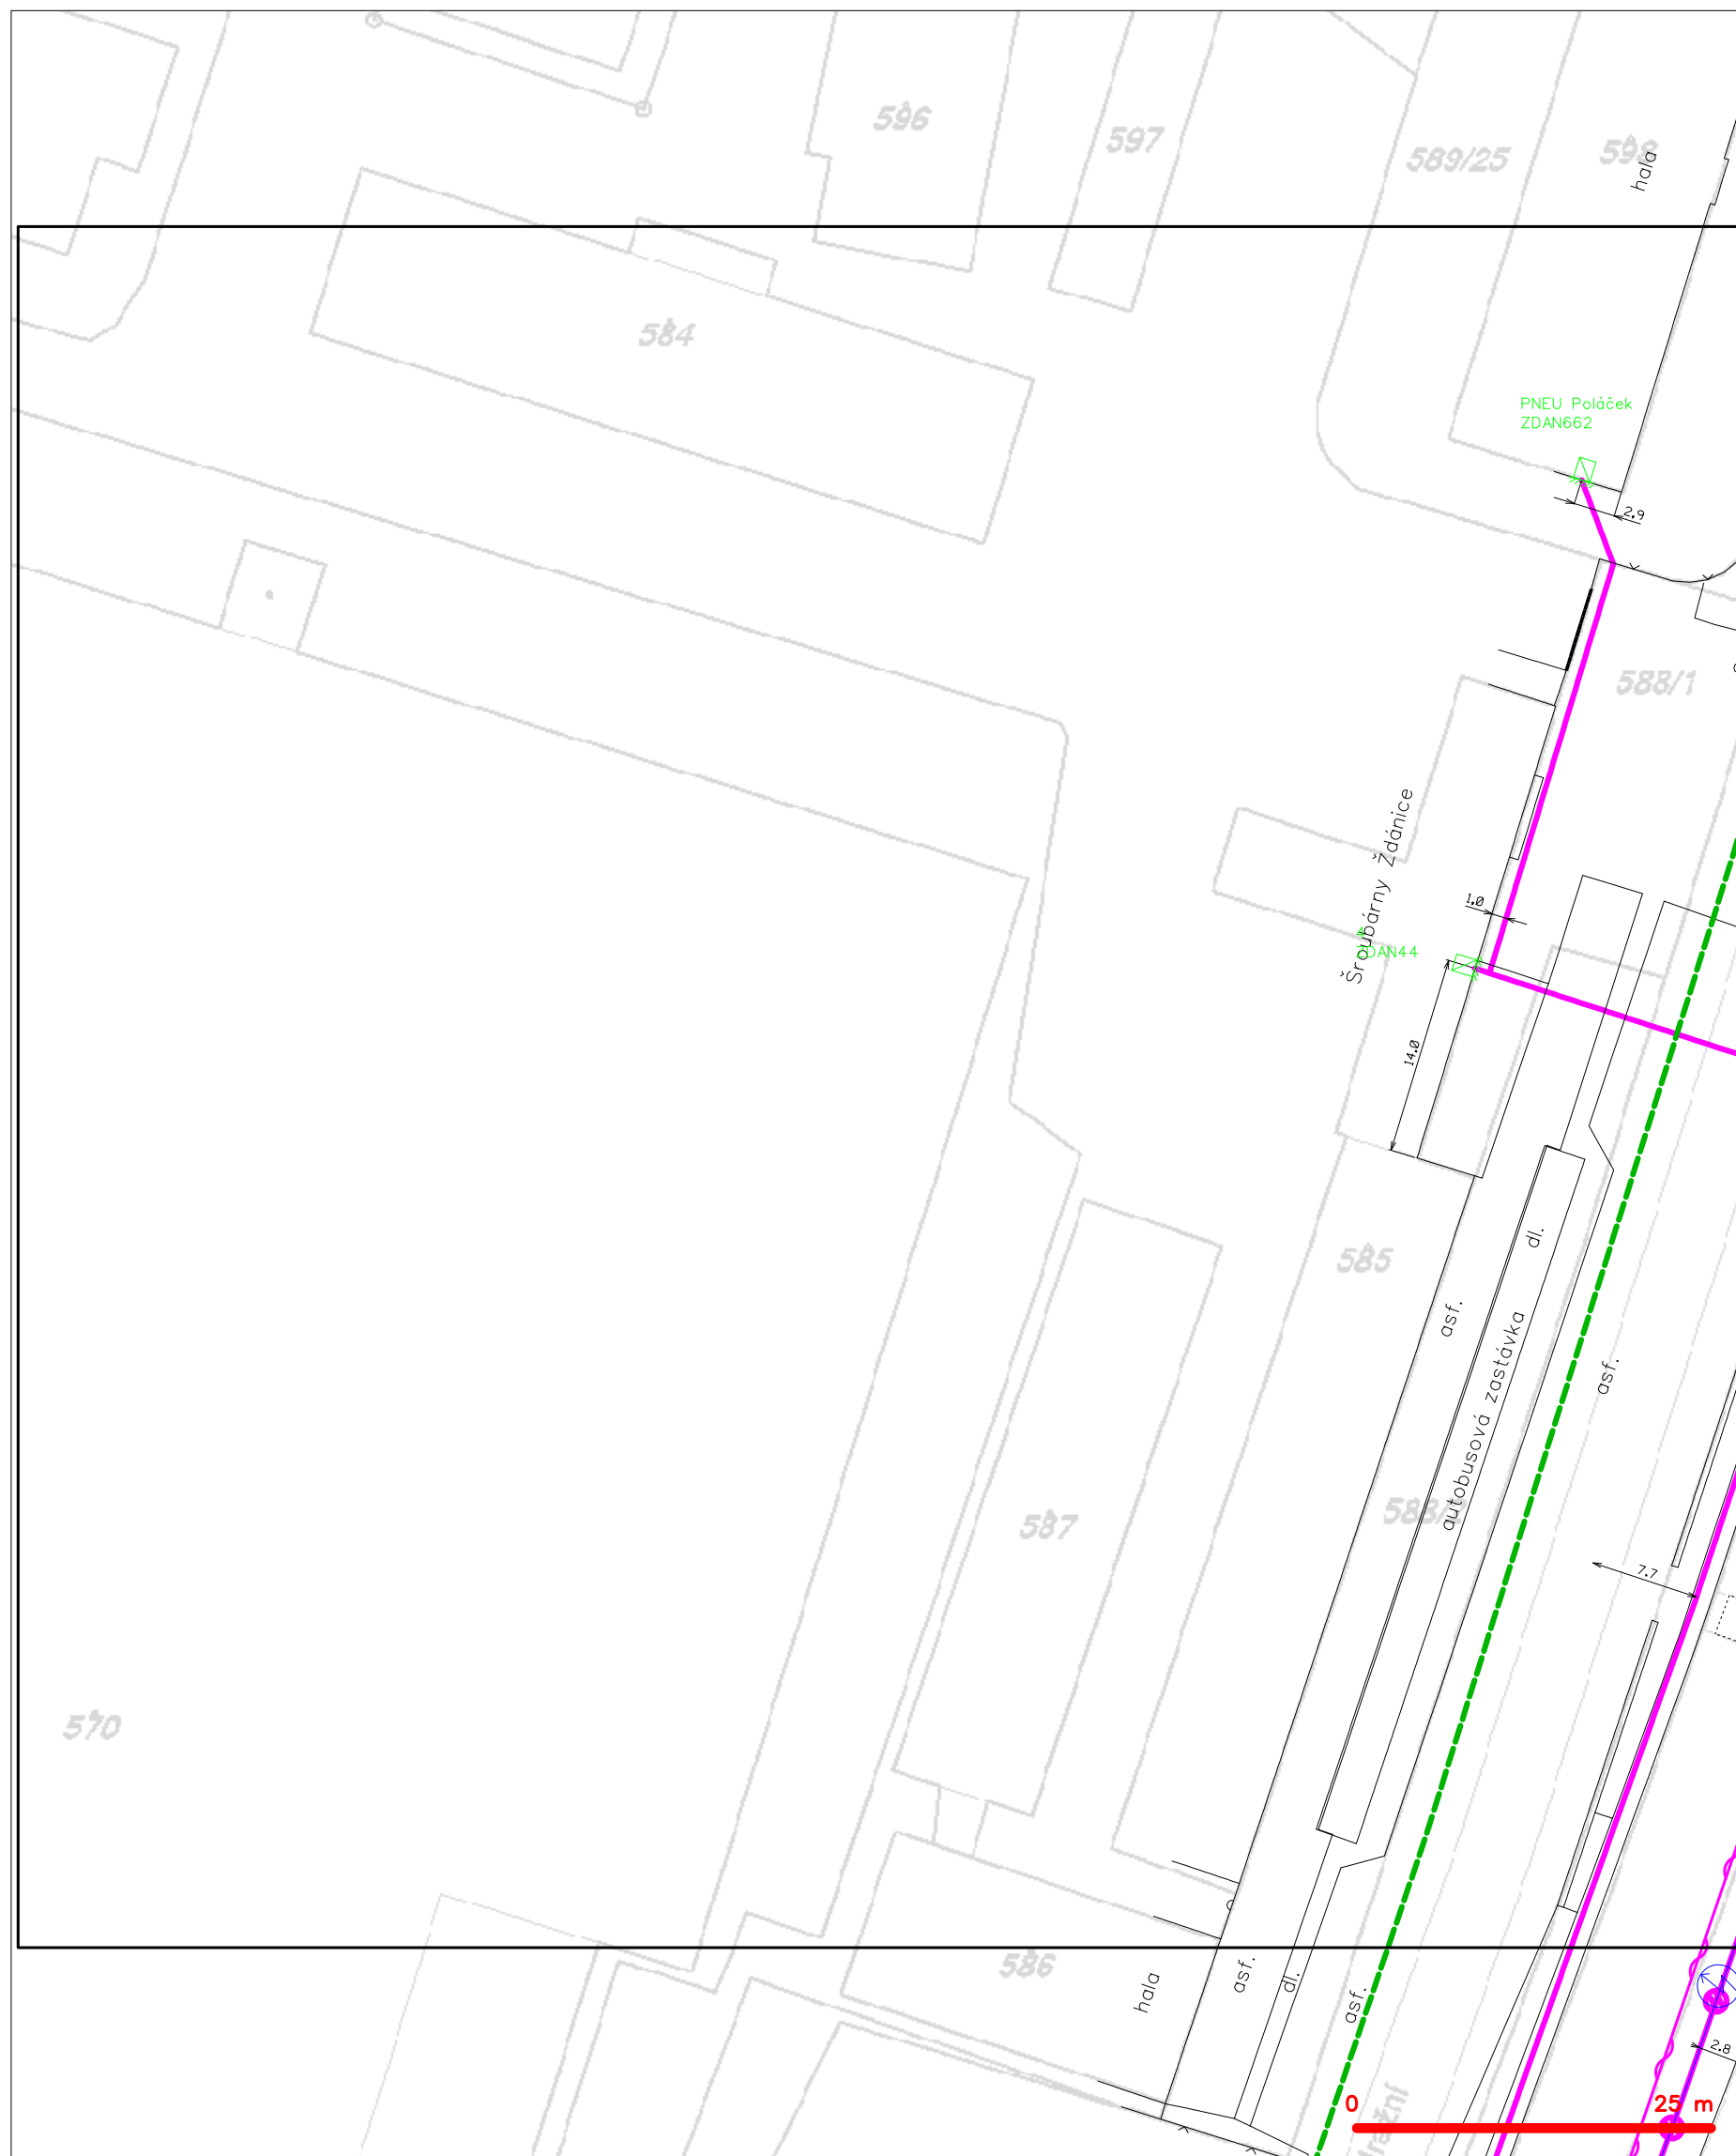 596
597
589/25
598
hala
584
PNEU Poláček
ZDAN662
2.9
588/1
Šroubárny Ždánice
1.0
ZDAN44
14.0
585
dl.
asf.
autobusová zastávka
asf.
587
7.7
570
586
hala
asf.
dl.
asf.
2.8
0
25 m